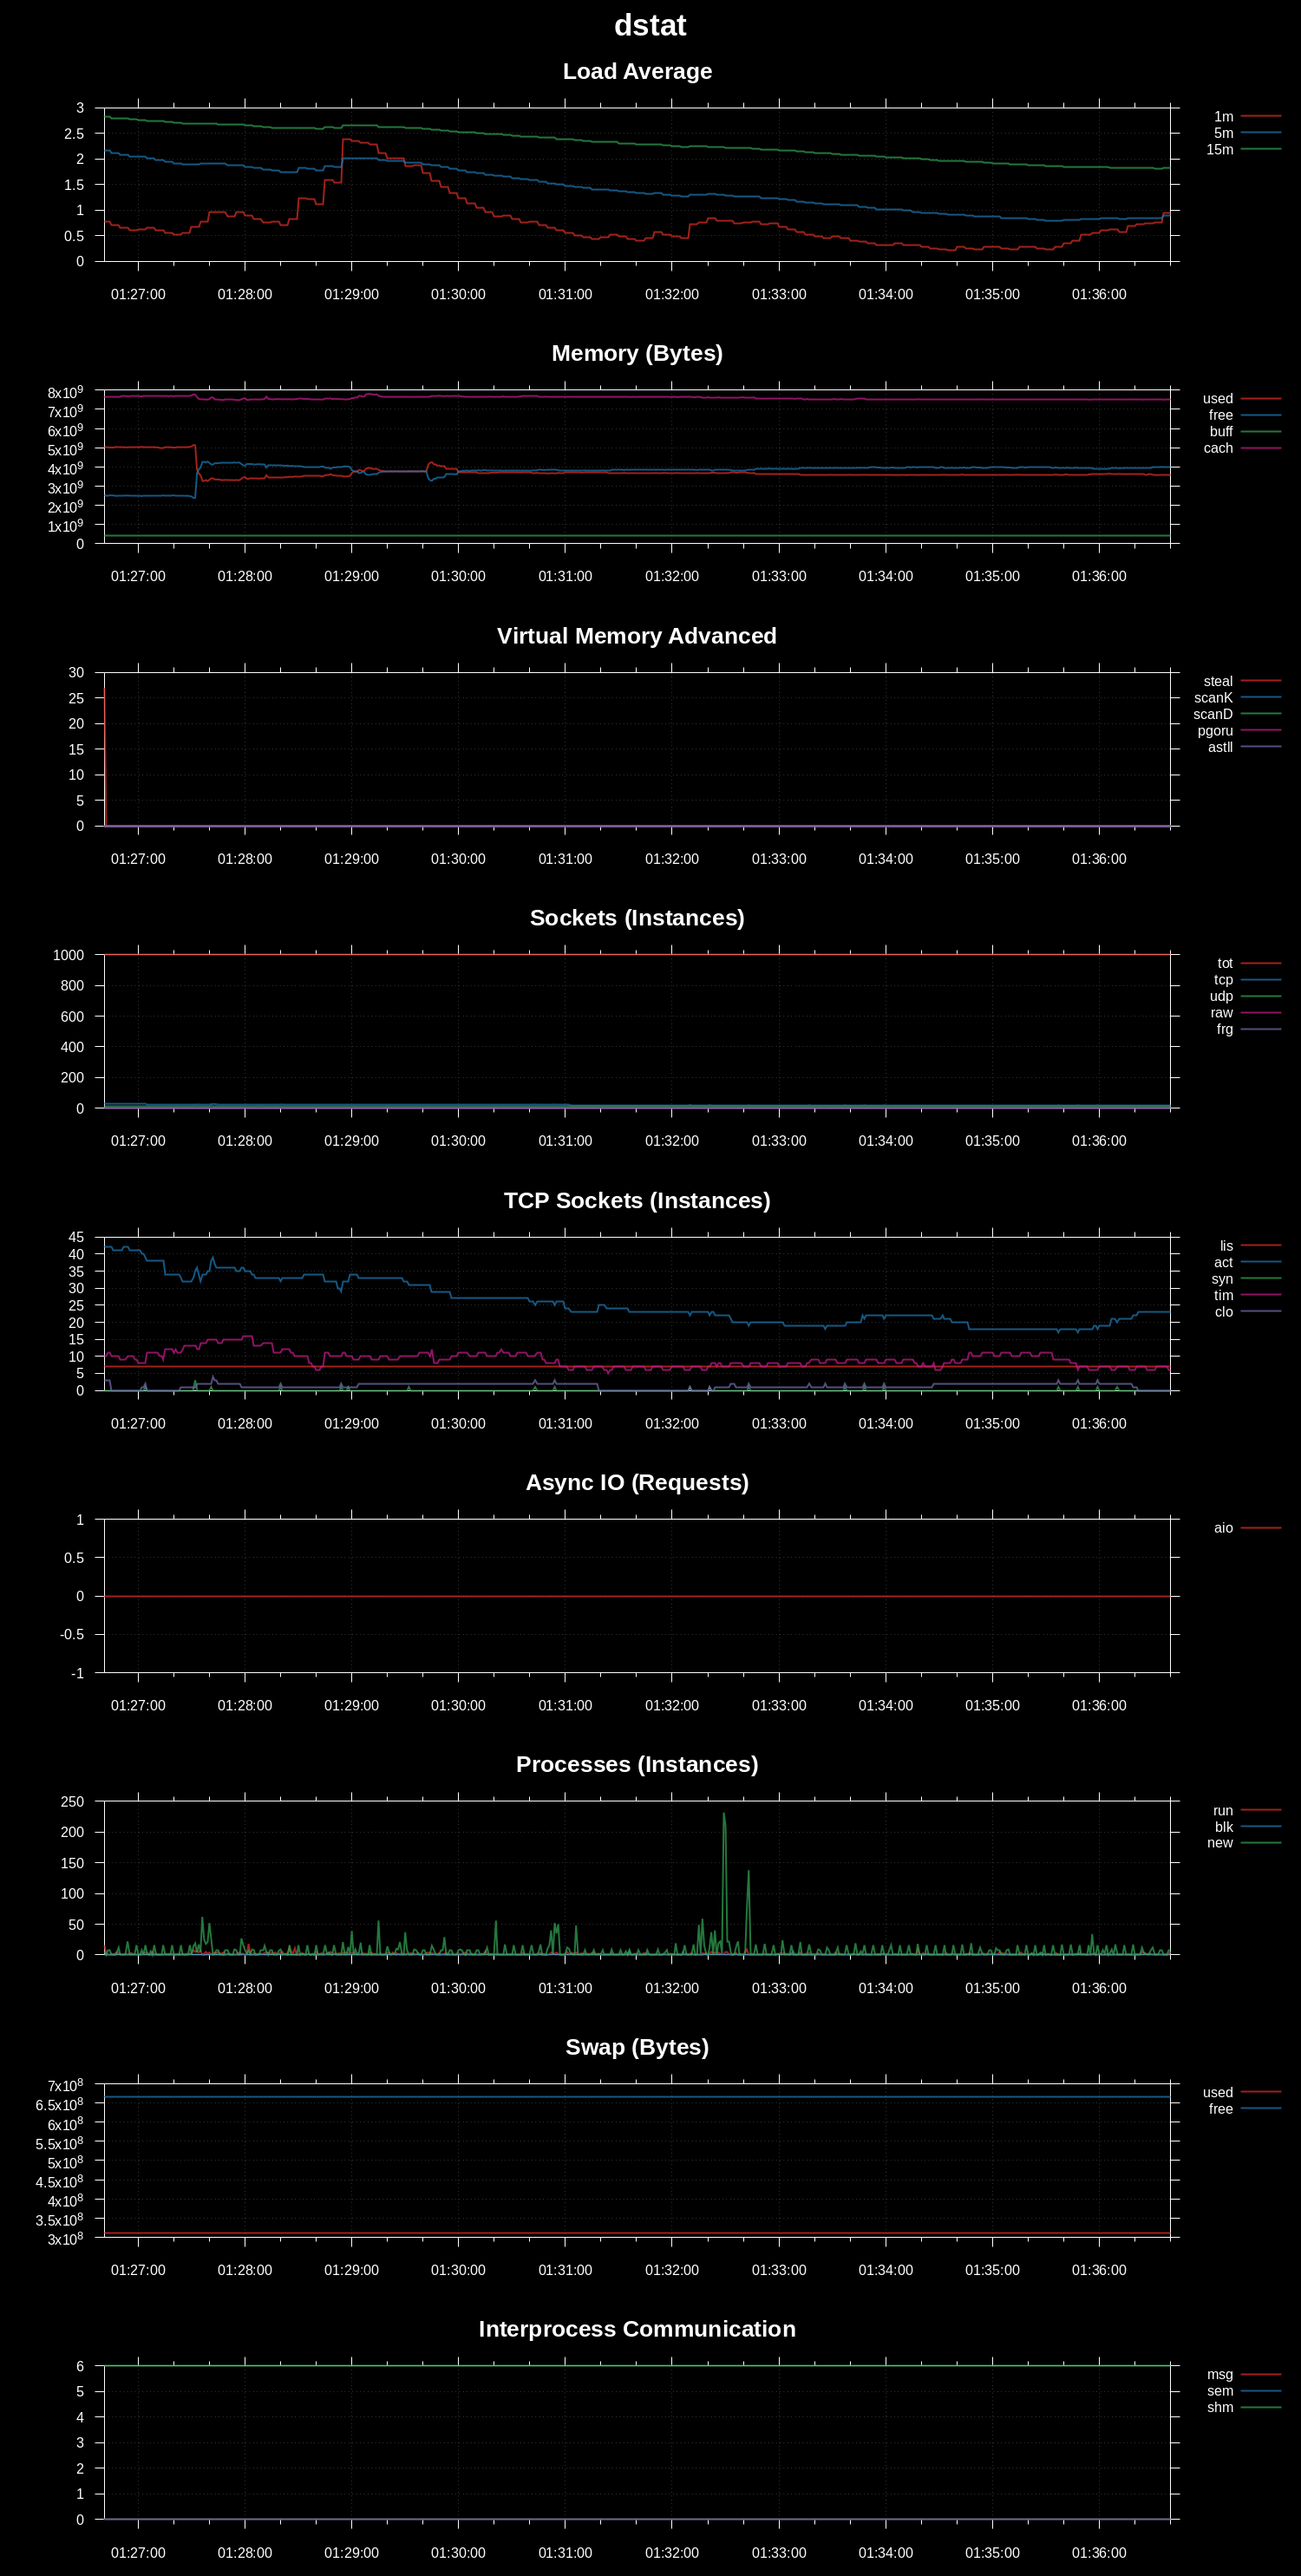 dstat
Load Average
3
2.5
2
1.5
1
0.5
0
01:27:00 01:28:00 01:29:00 01:30:00 01:31:00 01:32:00 01:33:00 01:34:00 01:35:00 01:36:00
1m
5m
15m
Memory (Bytes)
8x10⁹
7x10⁹
6x10⁹
5x10⁹
4x10⁹
3x10⁹
2x10⁹
1x10⁹
0
01:27:00 01:28:00 01:29:00 01:30:00 01:31:00 01:32:00 01:33:00 01:34:00 01:35:00 01:36:00
used
free
buff
cach
Virtual Memory Advanced
30
25
20
15
10
5
0
01:27:00 01:28:00 01:29:00 01:30:00 01:31:00 01:32:00 01:33:00 01:34:00 01:35:00 01:36:00
steal
scanK
scanD
pgoru
astll
Sockets (Instances)
1000
800
600
400
200
0
01:27:00 01:28:00 01:29:00 01:30:00 01:31:00 01:32:00 01:33:00 01:34:00 01:35:00 01:36:00
tot
tcp
udp
raw
frg
TCP Sockets (Instances)
45
40
35
30
25
20
15
10
5
0
01:27:00 01:28:00 01:29:00 01:30:00 01:31:00 01:32:00 01:33:00 01:34:00 01:35:00 01:36:00
lis
act
syn
tim
clo
Async IO (Requests)
1
0.5
0
-0.5
-1
01:27:00 01:28:00 01:29:00 01:30:00 01:31:00 01:32:00 01:33:00 01:34:00 01:35:00 01:36:00
aio
Processes (Instances)
250
200
150
100
50
0
01:27:00 01:28:00 01:29:00 01:30:00 01:31:00 01:32:00 01:33:00 01:34:00 01:35:00 01:36:00
run
blk
new
Swap (Bytes)
7x10⁸
6.5x10⁸
6x10⁸
5.5x10⁸
5x10⁸
4.5x10⁸
4x10⁸
3.5x10⁸
3x10⁸
01:27:00 01:28:00 01:29:00 01:30:00 01:31:00 01:32:00 01:33:00 01:34:00 01:35:00 01:36:00
used
free
Interprocess Communication
6
5
4
3
2
1
0
01:27:00 01:28:00 01:29:00 01:30:00 01:31:00 01:32:00 01:33:00 01:34:00 01:35:00 01:36:00
msg
sem
shm